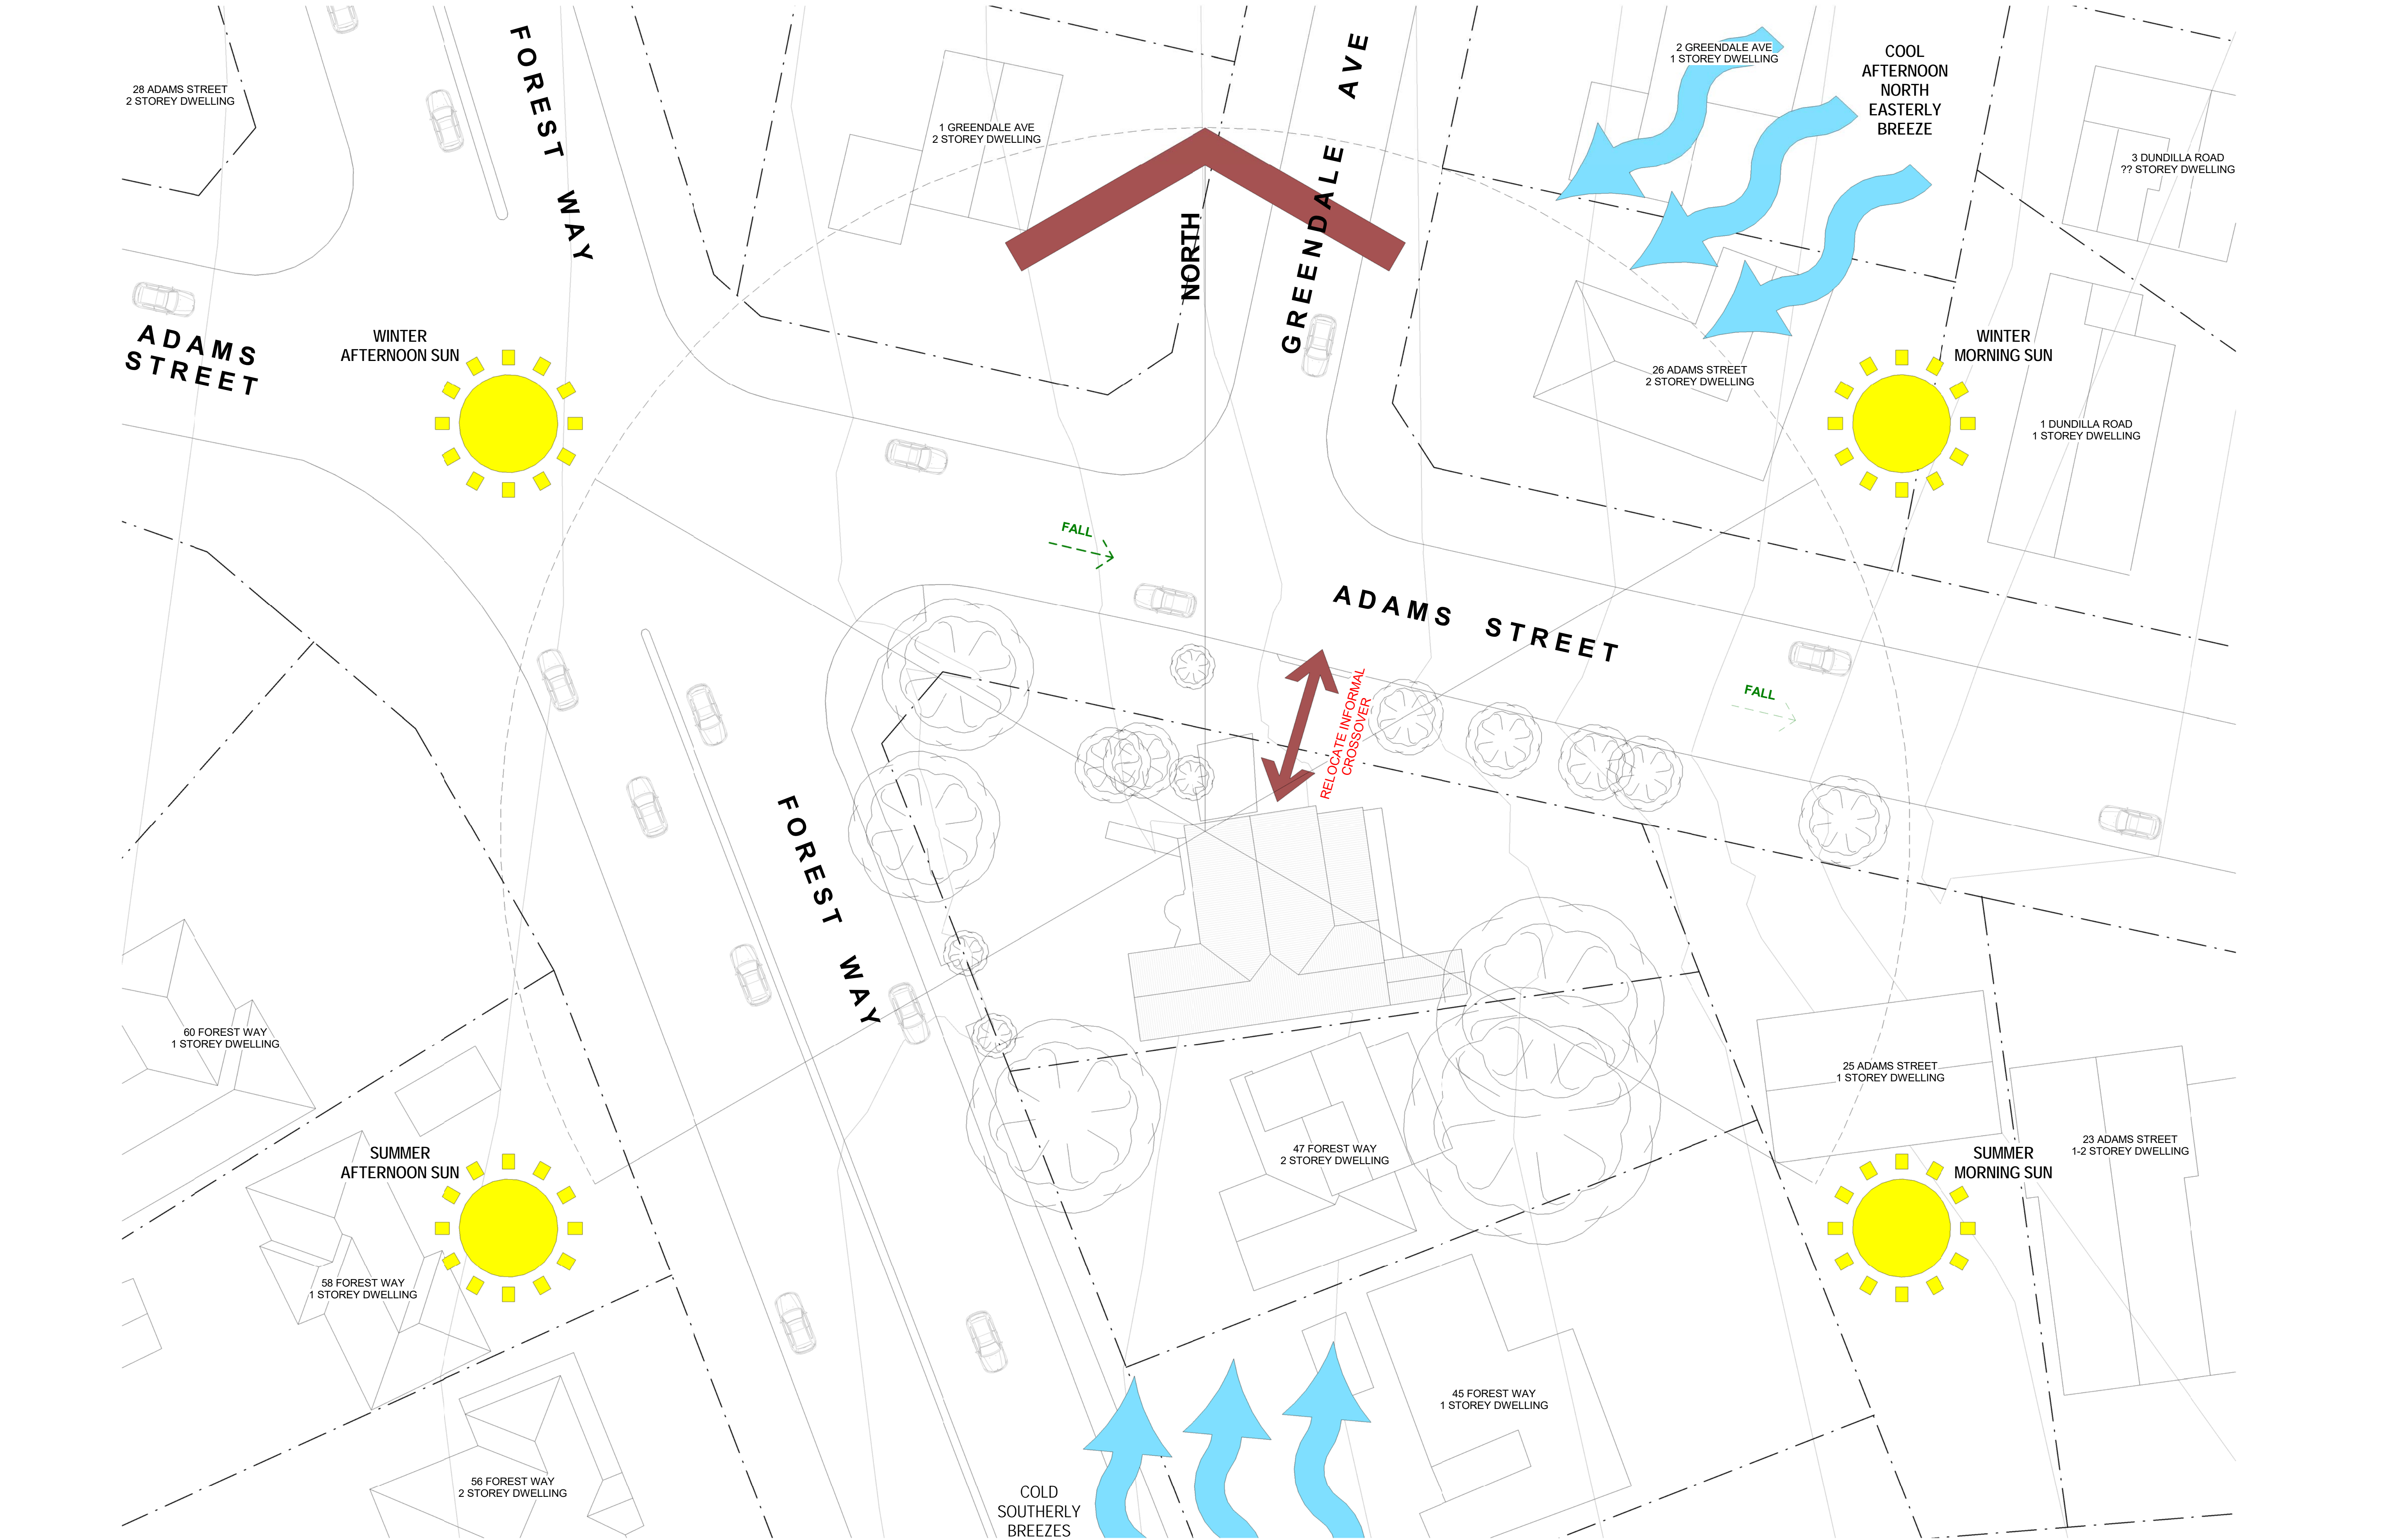 FOREST WAY
GREENDALE AVE
2 GREENDALE AVE
1 STOREY DWELLING
COOL
AFTERNOON
NORTH
EASTERLY
BREEZE
28 ADAMS STREET
2 STOREY DWELLING
1 GREENDALE AVE
2 STOREY DWELLING
3 DUNDILLA ROAD
?? STOREY DWELLING
NORTH
ADAMS
STREET
WINTER
AFTERNOON SUN
WINTER
MORNING SUN
26 ADAMS STREET
2 STOREY DWELLING
1 DUNDILLA ROAD
1 STOREY DWELLING
FALL
ADAMS STREET
RELOCATE INFORMAL
CROSSOVER
FALL
FOREST WAY
60 FOREST WAY
1 STOREY DWELLING
25 ADAMS STREET
1 STOREY DWELLING
SUMMER
AFTERNOON SUN
47 FOREST WAY
2 STOREY DWELLING
SUMMER
MORNING SUN
23 ADAMS STREET
1-2 STOREY DWELLING
58 FOREST WAY
1 STOREY DWELLING
45 FOREST WAY
1 STOREY DWELLING
56 FOREST WAY
2 STOREY DWELLING
COLD
SOUTHERLY
BREEZES